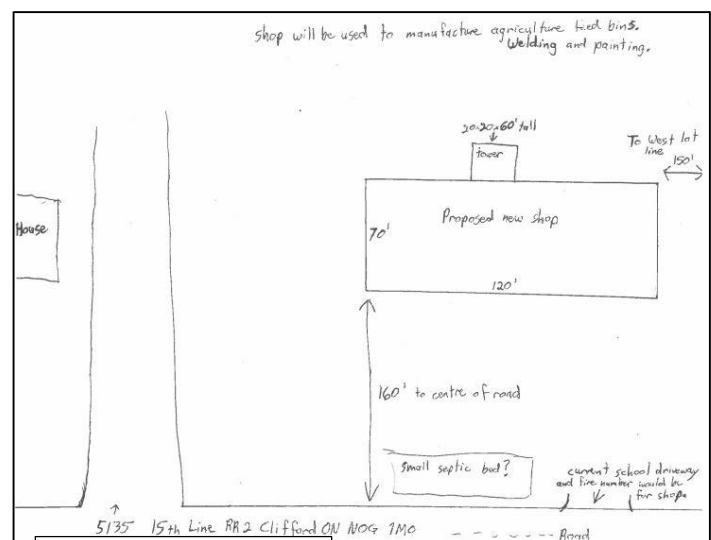 shop will be used to manufacture agriculture feed bins.
Welding and painting.
20x20x60' tall
tower
To West lot
line
150'
House
Proposed new shop
70'
120'
160' to centre of road
small septic bed?
current school driveway
and fire number would be
for shop.
5135 15th Line RR2 Clifford ON N0G 1M0
Road